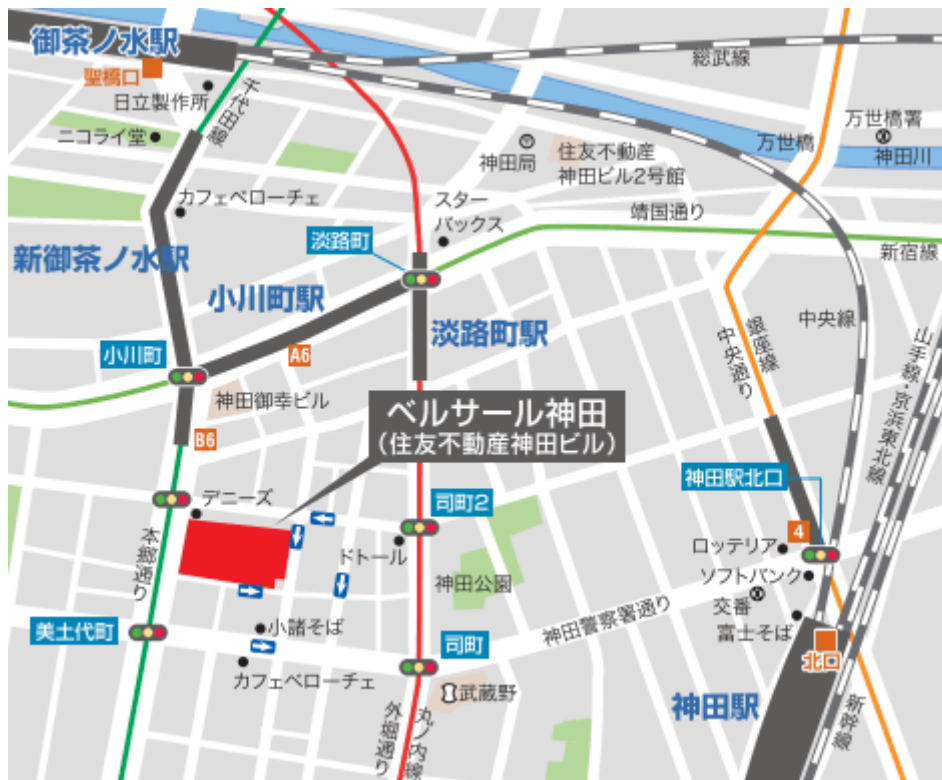 御茶ノ水駅
聖橋口
日立製作所
ニコライ堂
千代田線
総武線
万世橋署
神田川
万世橋
神田局
住友不動産
神田ビル2号館
カフェベローチェ
スター
バックス
靖国通り
新宿線
淡路町
新御茶ノ水駅
小川町駅
淡路町駅
中央線
銀座線
中央通り
山手線・京浜東北線
小川町
A6
神田御幸ビル
B6
ベルサール神田
(住友不動産神田ビル)
神田駅北口
デニーズ
司町2
ドトール
4
ロッテリア
ソフトバンク
交番
富士そば
本郷通り
神田公園
神田警察署通り
美土代町
小諸そば
司町
カフェベローチェ
武蔵野
北口
神田駅
新幹線
丸ノ内線
外堀通り